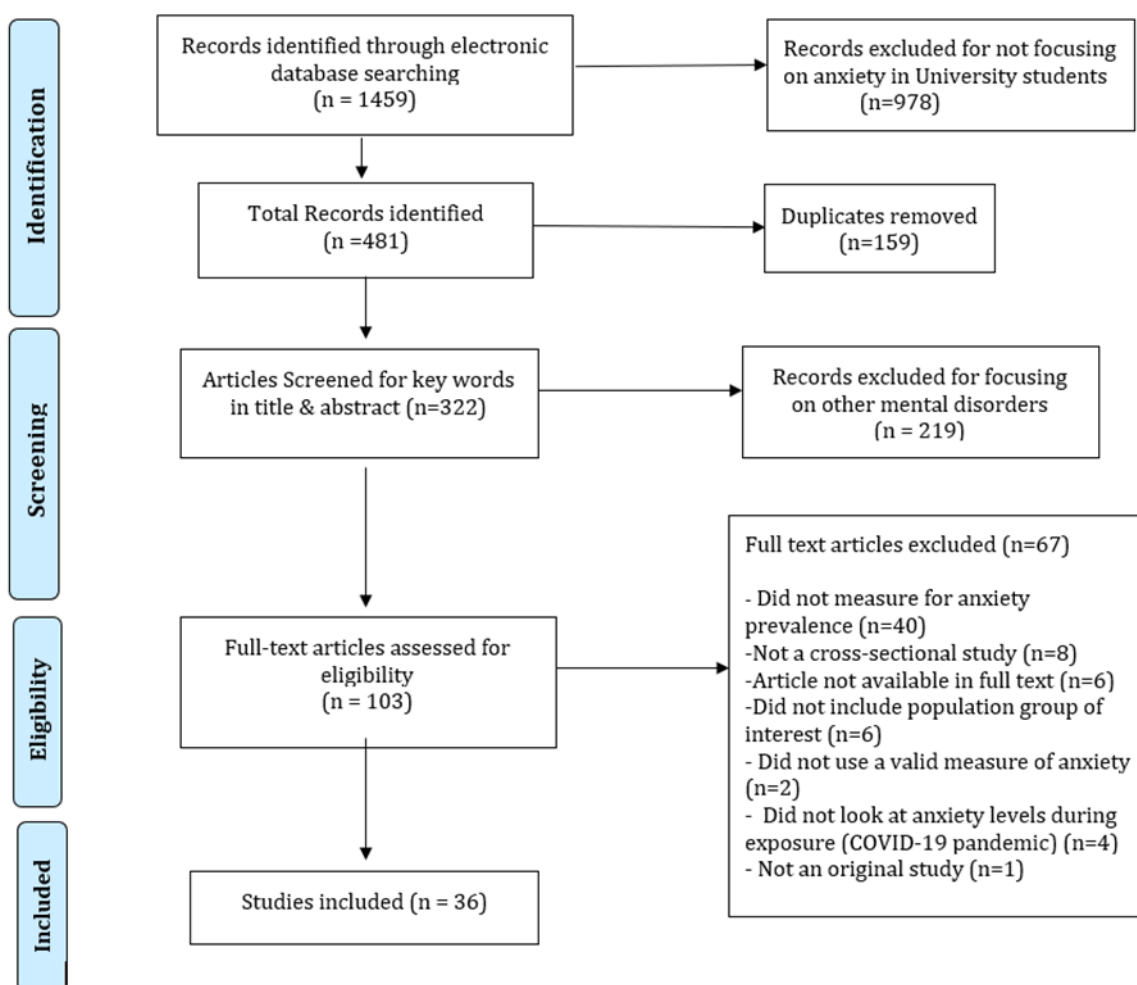 Identification
Records identified through electronic
database searching
(n = 1459)
Records excluded for not focusing
on anxiety in University students
(n=978)
Total Records identified
(n =481)
Duplicates removed
(n=159)
Screening
Articles Screened for key words
in title & abstract (n=322)
Records excluded for focusing
on other mental disorders
(n = 219)
Eligibility
Full-text articles assessed for
eligibility
(n = 103)
Full text articles excluded (n=67)
- Did not measure for anxiety
prevalence (n=40)
-Not a cross-sectional study (n=8)
-Article not available in full text (n=6)
-Did not include population group of
interest (n=6)
- Did not use a valid measure of anxiety
(n=2)
- Did not look at anxiety levels during
exposure (COVID-19 pandemic) (n=4)
- Not an original study (n=1)
Included
Studies included (n = 36)